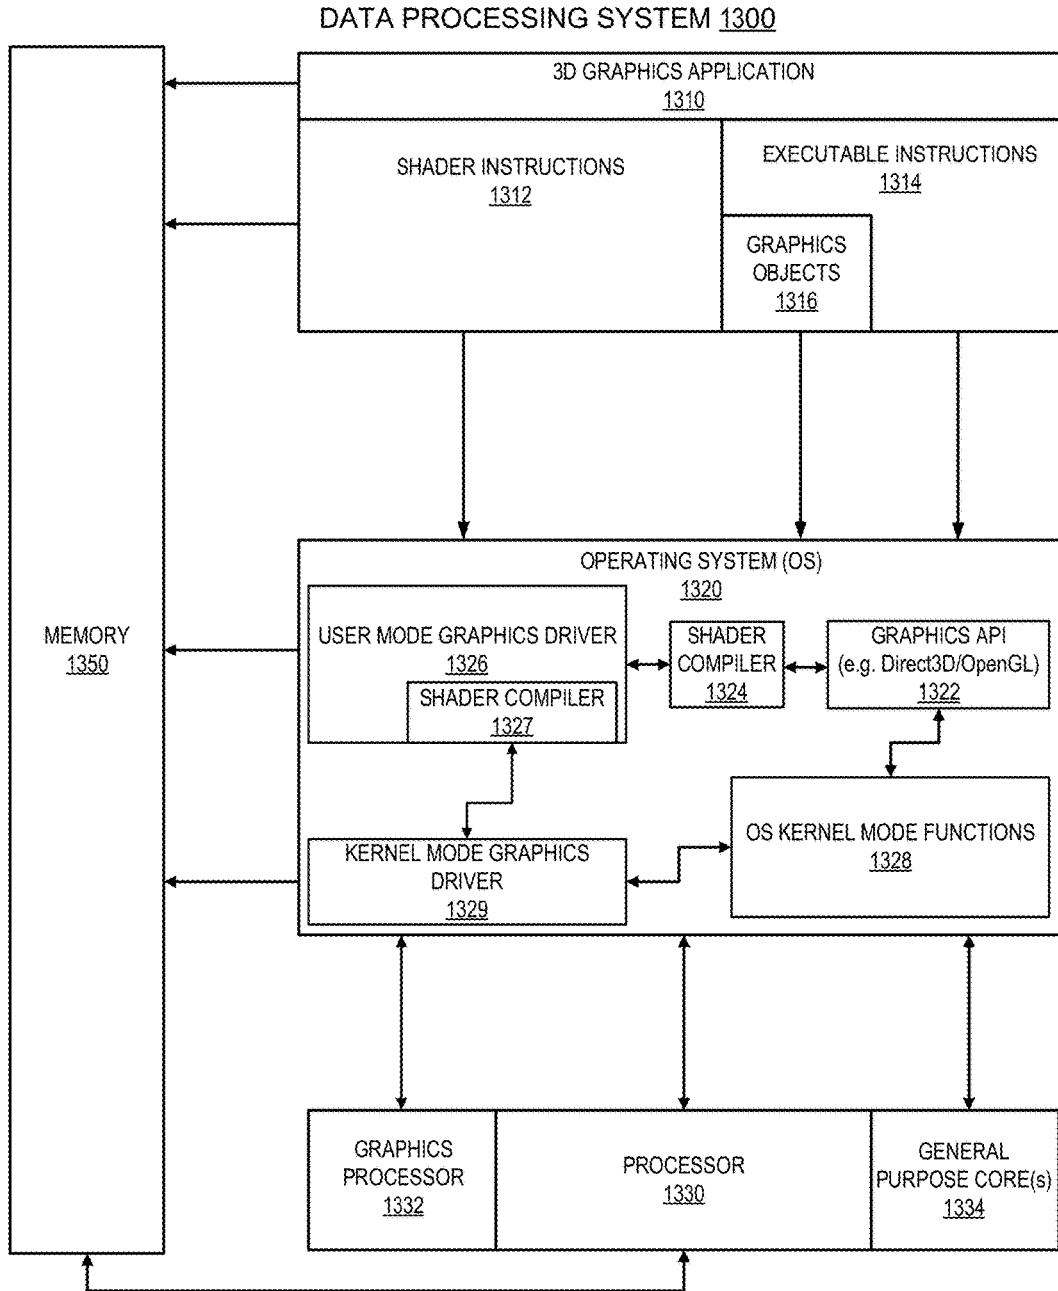 DATA PROCESSING SYSTEM 1300
3D GRAPHICS APPLICATION
1310
SHADER INSTRUCTIONS
1312
EXECUTABLE INSTRUCTIONS
1314
GRAPHICS
OBJECTS
1316
OPERATING SYSTEM (OS)
1320
USER MODE GRAPHICS DRIVER
1326
SHADER COMPILER
1327
SHADER
COMPILER
1324
GRAPHICS API
(e.g. Direct3D/OpenGL)
1322
MEMORY
1350
OS KERNEL MODE FUNCTIONS
1328
KERNEL MODE GRAPHICS
DRIVER
1329
GRAPHICS
PROCESSOR
1332
PROCESSOR
1330
GENERAL
PURPOSE CORE(s)
1334